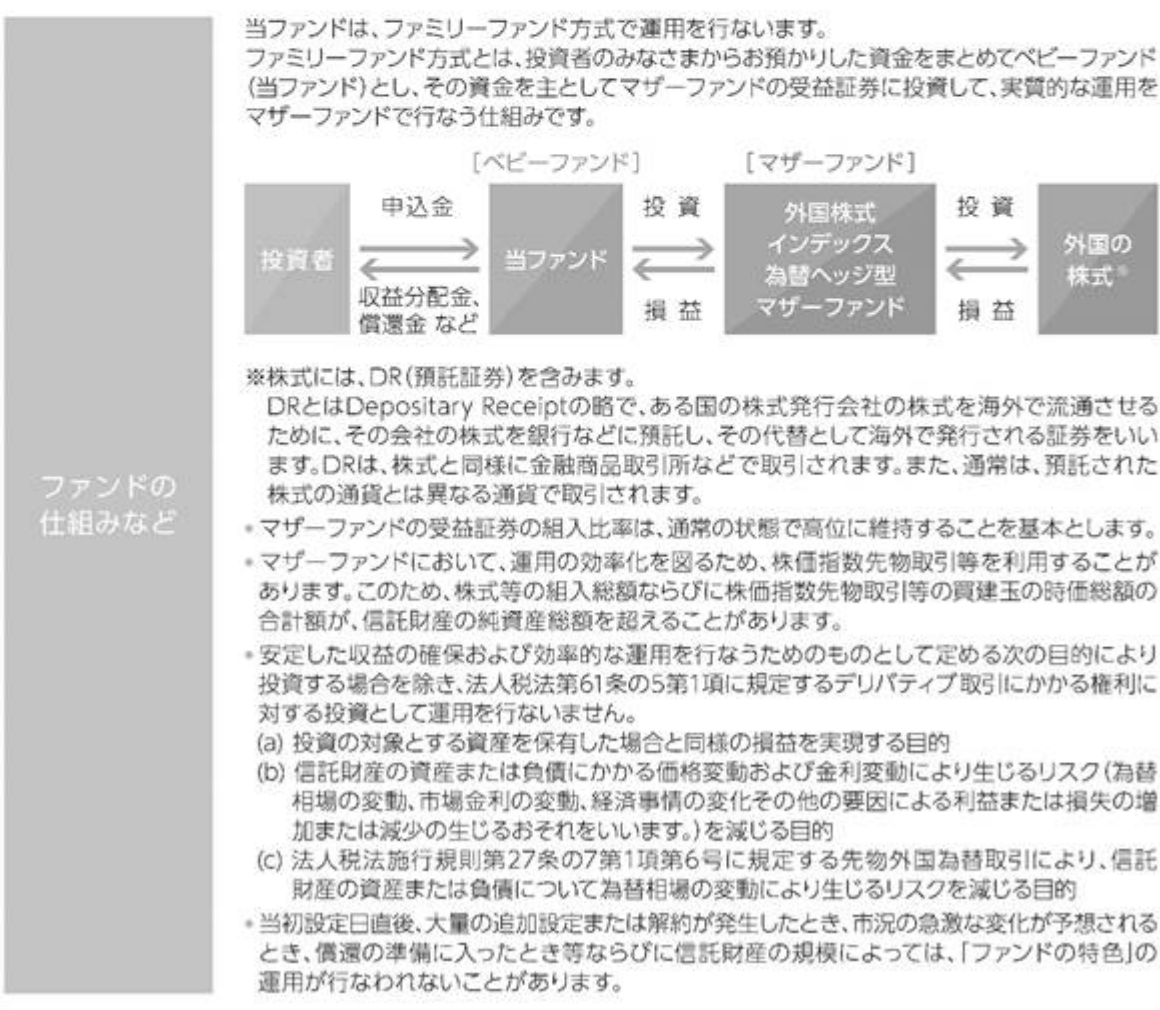 当ファンドは、ファミリーファンド方式で運用を行ないます。
ファミリーファンド方式とは、投資者のみなさまからお預かりした資金をまとめてベビーファンド
(当ファンド)とし、その資金を主としてマザーファンドの受益証券に投資して、実質的な運用を
マザーファンドで行なう仕組みです。
[ベビーファンド]
[マザーファンド]
投資者
申込金
収益分配金、
償還金 など
当ファンド
投 資
損 益
外国株式
インデックス
為替ヘッジ型
マザーファンド
投 資
損 益
外国の
株式※
※株式には、DR(預託証券)を含みます。
DRとはDepositary Receiptの略で、ある国の株式発行会社の株式を海外で流通させる
ために、その会社の株式を銀行などに預託し、その代替として海外で発行される証券をいい
ます。DRは、株式と同様に金融商品取引所などで取引されます。また、通常は、預託された
株式の通貨とは異なる通貨で取引されます。
ファンドの
仕組みなど
• マザーファンドの受益証券の組入比率は、通常の状態で高位に維持することを基本とします。
• マザーファンドにおいて、運用の効率化を図るため、株価指数先物取引等を利用することが
あります。このため、株式等の組入総額ならびに株価指数先物取引等の買建玉の時価総額の
合計額が、信託財産の純資産総額を超えることがあります。
• 安定した収益の確保および効率的な運用を行なうためのものとして定める次の目的により
投資する場合を除き、法人税法第61条の5第1項に規定するデリバティブ取引にかかる権利に
対する投資として運用を行ないません。
(a) 投資の対象とする資産を保有した場合と同様の損益を実現する目的
(b) 信託財産の資産または負債にかかる価格変動および金利変動により生じるリスク(為替
相場の変動、市場金利の変動、経済事情の変化その他の要因による利益または損失の増
加または減少の生じるおそれをいいます。)を減じる目的
(c) 法人税法施行規則第27条の7第1項第6号に規定する先物外国為替取引により、信託
財産の資産または負債について為替相場の変動により生じるリスクを減じる目的
• 当初設定日直後、大量の追加設定または解約が発生したとき、市況の急激な変化が予想される
とき、償還の準備に入ったとき等ならびに信託財産の規模によっては、「ファンドの特色」の
運用が行なわれないことがあります。